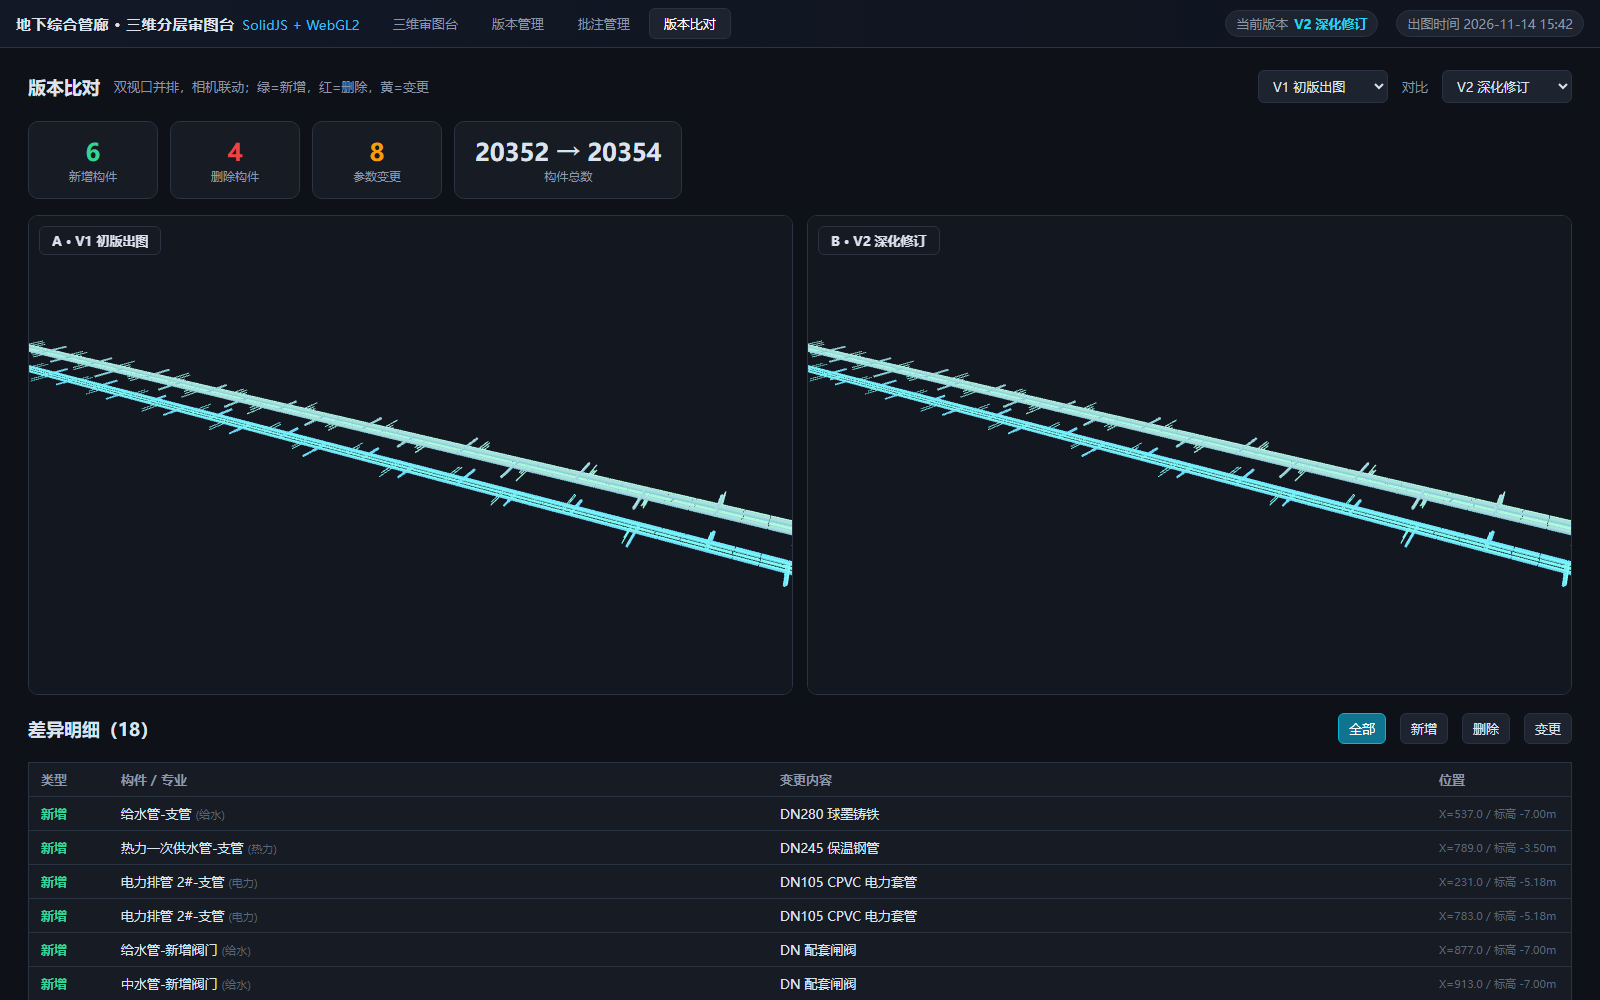 地下综合管廊 • 三维分层审图台 SolidJS + WebGL2 三维审图台 版本管理 批注管理 版本比对 当前版本 V2 深化修订 出图时间 2026-11-14 15:42
版本比对 双视口并排，相机联动；绿=新增，红=删除，黄=变更 V1 初版出图 对比 V2 深化修订
6 4 8 20352 → 20354
新增构件 删除构件 参数变更 构件总数
A • V1 初版出图 B • V2 深化修订
差异明细（18） 全部 新增 删除 变更
类型 构件 / 专业 变更内容 位置
新增 给水管-支管 (给水) DN280 球墨铸铁 X=537.0 / 标高 -7.00m
新增 热力一次供水管-支管 (热力) DN245 保温钢管 X=789.0 / 标高 -3.50m
新增 电力排管 2#-支管 (电力) DN105 CPVC 电力套管 X=231.0 / 标高 -5.18m
新增 电力排管 2#-支管 (电力) DN105 CPVC 电力套管 X=783.0 / 标高 -5.18m
新增 给水管-新增阀门 (给水) DN 配套闸阀 X=877.0 / 标高 -7.00m
新增 中水管-新增阀门 (给水) DN 配套闸阀 X=913.0 / 标高 -7.00m